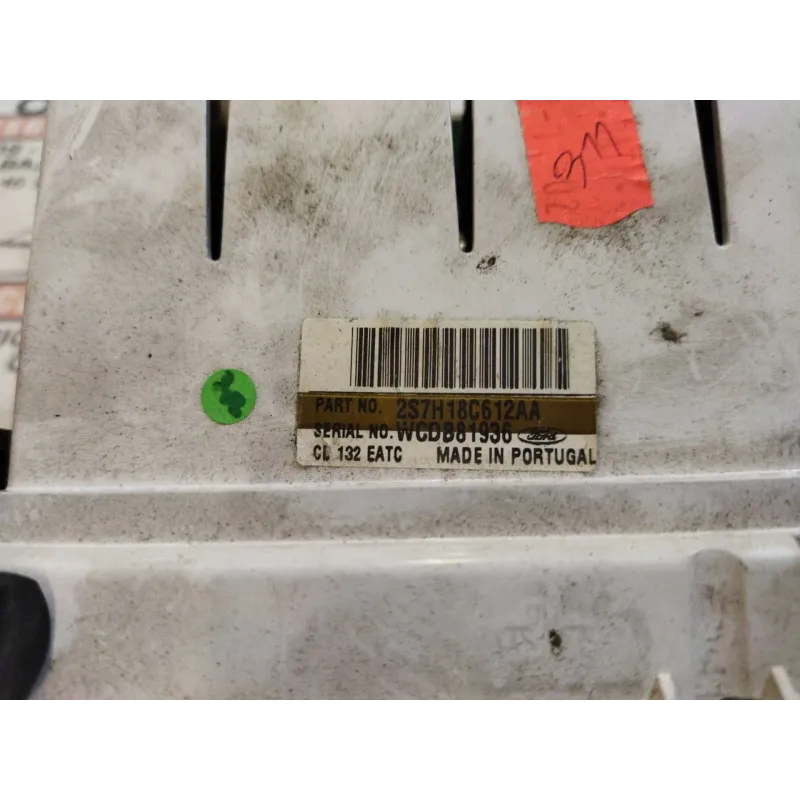 PART NO. 2S7H18C612AA
SERIAL NO. WCDB81936 Ford
CD 132 EATC MADE IN PORTUGAL